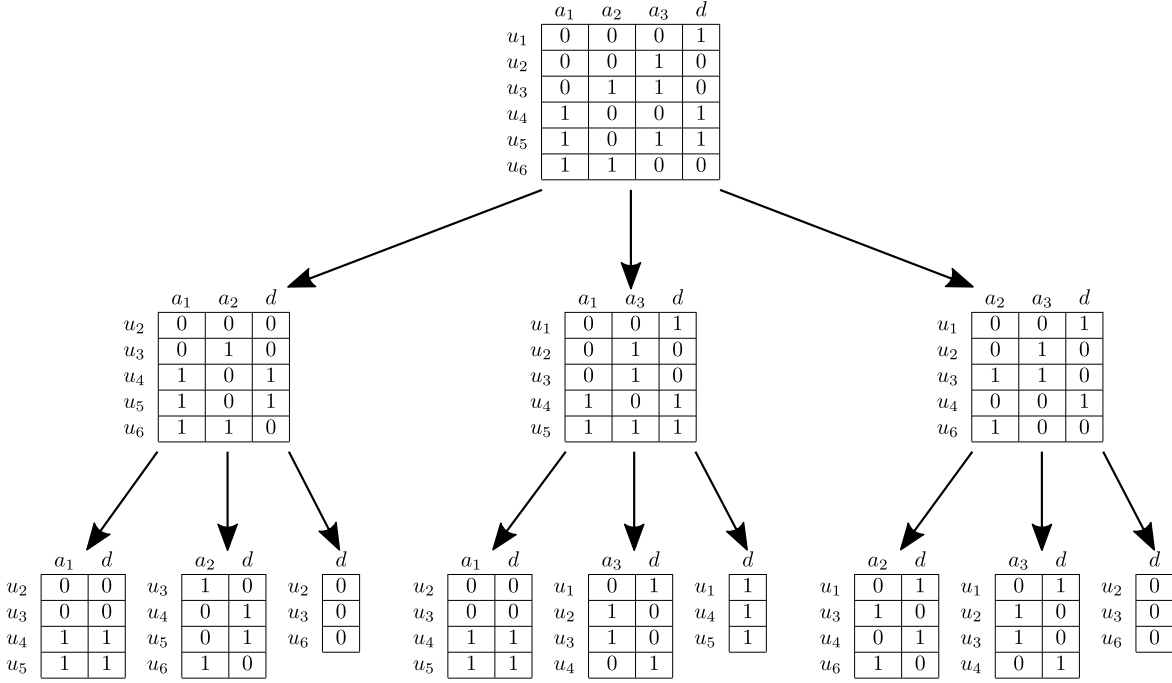 a₁ a₂ a₃ d
u₁ 0 0 0 1
u₂ 0 0 1 0
u₃ 0 1 1 0
u₄ 1 0 0 1
u₅ 1 0 1 1
u₆ 1 1 0 0
a₁ a₂ d
u₂ 0 0 0
u₃ 0 1 0
u₄ 1 0 1
u₅ 1 0 1
u₆ 1 1 0
a₁ a₃ d
u₁ 0 0 1
u₂ 0 1 0
u₃ 0 1 0
u₄ 1 0 1
u₅ 1 1 1
a₂ a₃ d
u₁ 0 0 1
u₂ 0 1 0
u₃ 1 1 0
u₄ 0 0 1
u₆ 1 0 0
a₁ d
u₂ 0 0
u₃ 0 0
u₄ 1 1
u₅ 1 1
a₂ d
u₃ 1 0
u₄ 0 1
u₅ 0 1
u₆ 1 0
d
u₂ 0
u₃ 0
u₆ 0
a₁ d
u₂ 0 0
u₃ 0 0
u₄ 1 1
u₅ 1 1
a₃ d
u₁ 0 1
u₂ 1 0
u₃ 1 0
u₄ 0 1
d
u₁ 1
u₄ 1
u₅ 1
a₂ d
u₁ 0 1
u₃ 1 0
u₄ 0 1
u₆ 1 0
a₃ d
u₁ 0 1
u₂ 1 0
u₃ 1 0
u₄ 0 1
d
u₂ 0
u₃ 0
u₆ 0